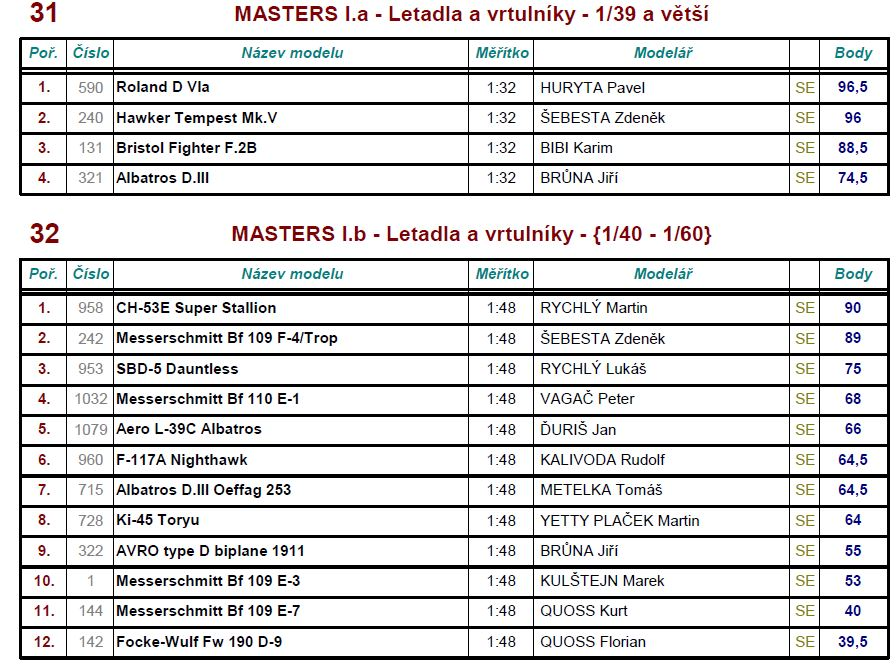 31 MASTERS I.a - Letadla a vrtulníky - 1/39 a větší
Poř. Číslo Název modelu Měřítko Modelář Body
1. 590 Roland D VIa 1:32 HURYTA Pavel SE 96,5
2. 240 Hawker Tempest Mk.V 1:32 ŠEBESTA Zdeněk SE 96
3. 131 Bristol Fighter F.2B 1:32 BIBI Karim SE 88,5
4. 321 Albatros D.III 1:32 BRŮNA Jiří SE 74,5
32 MASTERS I.b - Letadla a vrtulníky - {1/40 - 1/60}
Poř. Číslo Název modelu Měřítko Modelář Body
1. 958 CH-53E Super Stallion 1:48 RYCHLÝ Martin SE 90
2. 242 Messerschmitt Bf 109 F-4/Trop 1:48 ŠEBESTA Zdeněk SE 89
3. 953 SBD-5 Dauntless 1:48 RYCHLÝ Lukáš SE 75
4. 1032 Messerschmitt Bf 110 E-1 1:48 VAGAČ Peter SE 68
5. 1079 Aero L-39C Albatros 1:48 ĎURIŠ Jan SE 66
6. 960 F-117A Nighthawk 1:48 KALIVODA Rudolf SE 64,5
7. 715 Albatros D.III Oeffag 253 1:48 METELKA Tomáš SE 64,5
8. 728 Ki-45 Toryu 1:48 YETTY PLAČEK Martin SE 64
9. 322 AVRO type D biplane 1911 1:48 BRŮNA Jiří SE 55
10. 1 Messerschmitt Bf 109 E-3 1:48 KULŠTEJN Marek SE 53
11. 144 Messerschmitt Bf 109 E-7 1:48 QUOSS Kurt SE 40
12. 142 Focke-Wulf Fw 190 D-9 1:48 QUOSS Florian SE 39,5